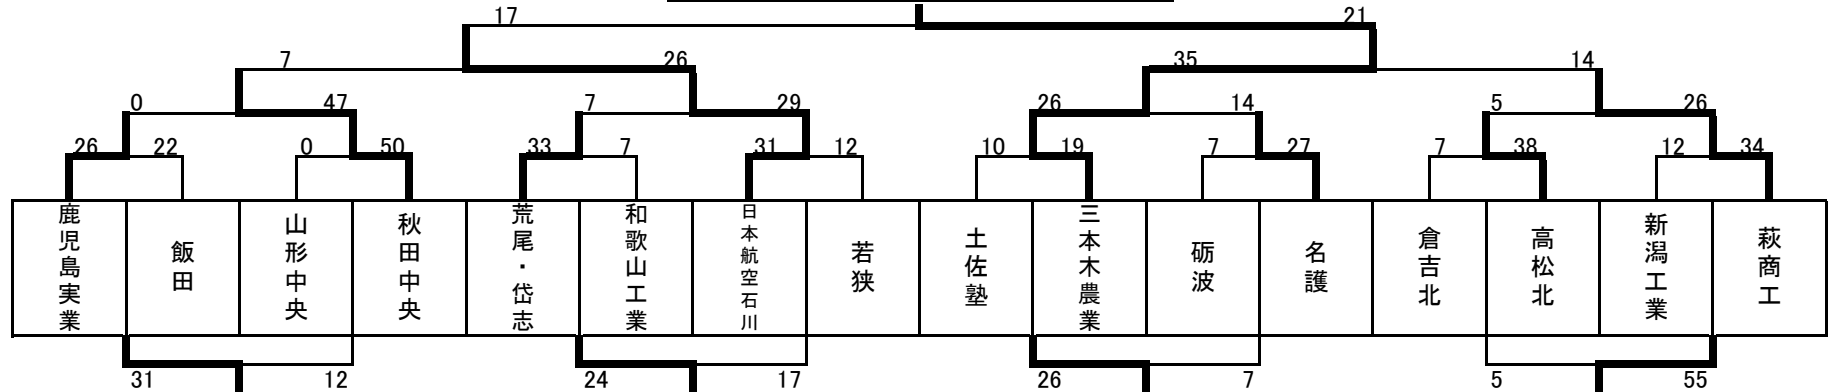 17 21
7 26 35 14
0 47 7 29 26 14 5 26
26 22 0 50 33 7 31 12 10 19 7 27 7 38 12 34
鹿児島実業
飯田
山形中央
秋田中央
荒尾・岱志
和歌山工業
日本航空石川
若狭
土佐塾
三本木農業
砺波
名護
倉吉北
高松北
新潟工業
萩商工
31 12 24 17 26 7 5 55